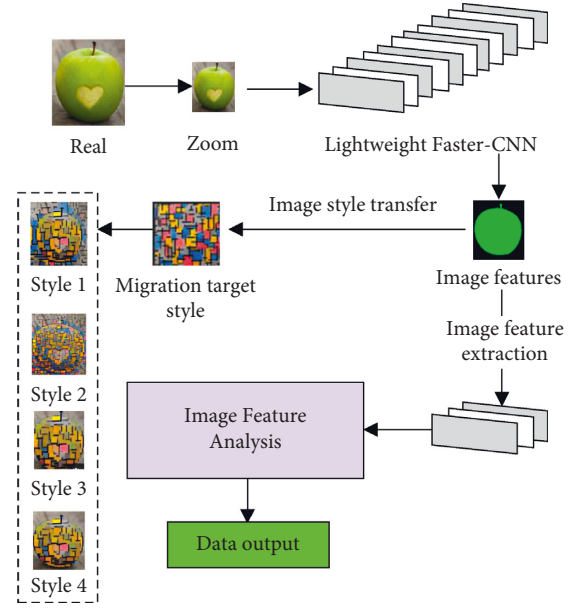 Real
Zoom
Lightweight Faster-CNN
Image style transfer
Style 1
Migration target
style
Image features
Image feature
extraction
Style 2
Image Feature
Analysis
Style 3
Data output
Style 4